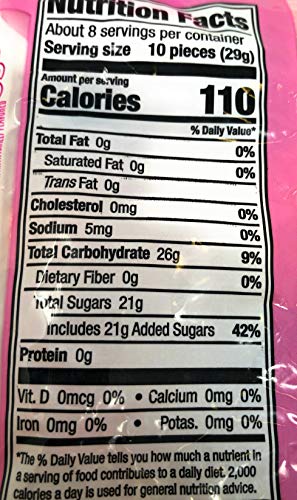 Nutrition Facts
About 8 servings per container
Serving size 10 pieces (29g)
Amount per serving
Calories 110
% Daily Value*
Total Fat 0g 0%
Saturated Fat 0g 0%
Trans Fat 0g
Cholesterol 0mg 0%
Sodium 5mg 0%
Total Carbohydrate 26g 9%
Dietary Fiber 0g 0%
Total Sugars 21g
Includes 21g Added Sugars 42%
Protein 0g
Vit. D 0mcg 0% • Calcium 0mg 0%
Iron 0mg 0% • Potas. 0mg 0%
*The % Daily Value tells you how much a nutrient in
a serving of food contributes to a daily diet. 2,000
calories a day is used for general nutrition advice.